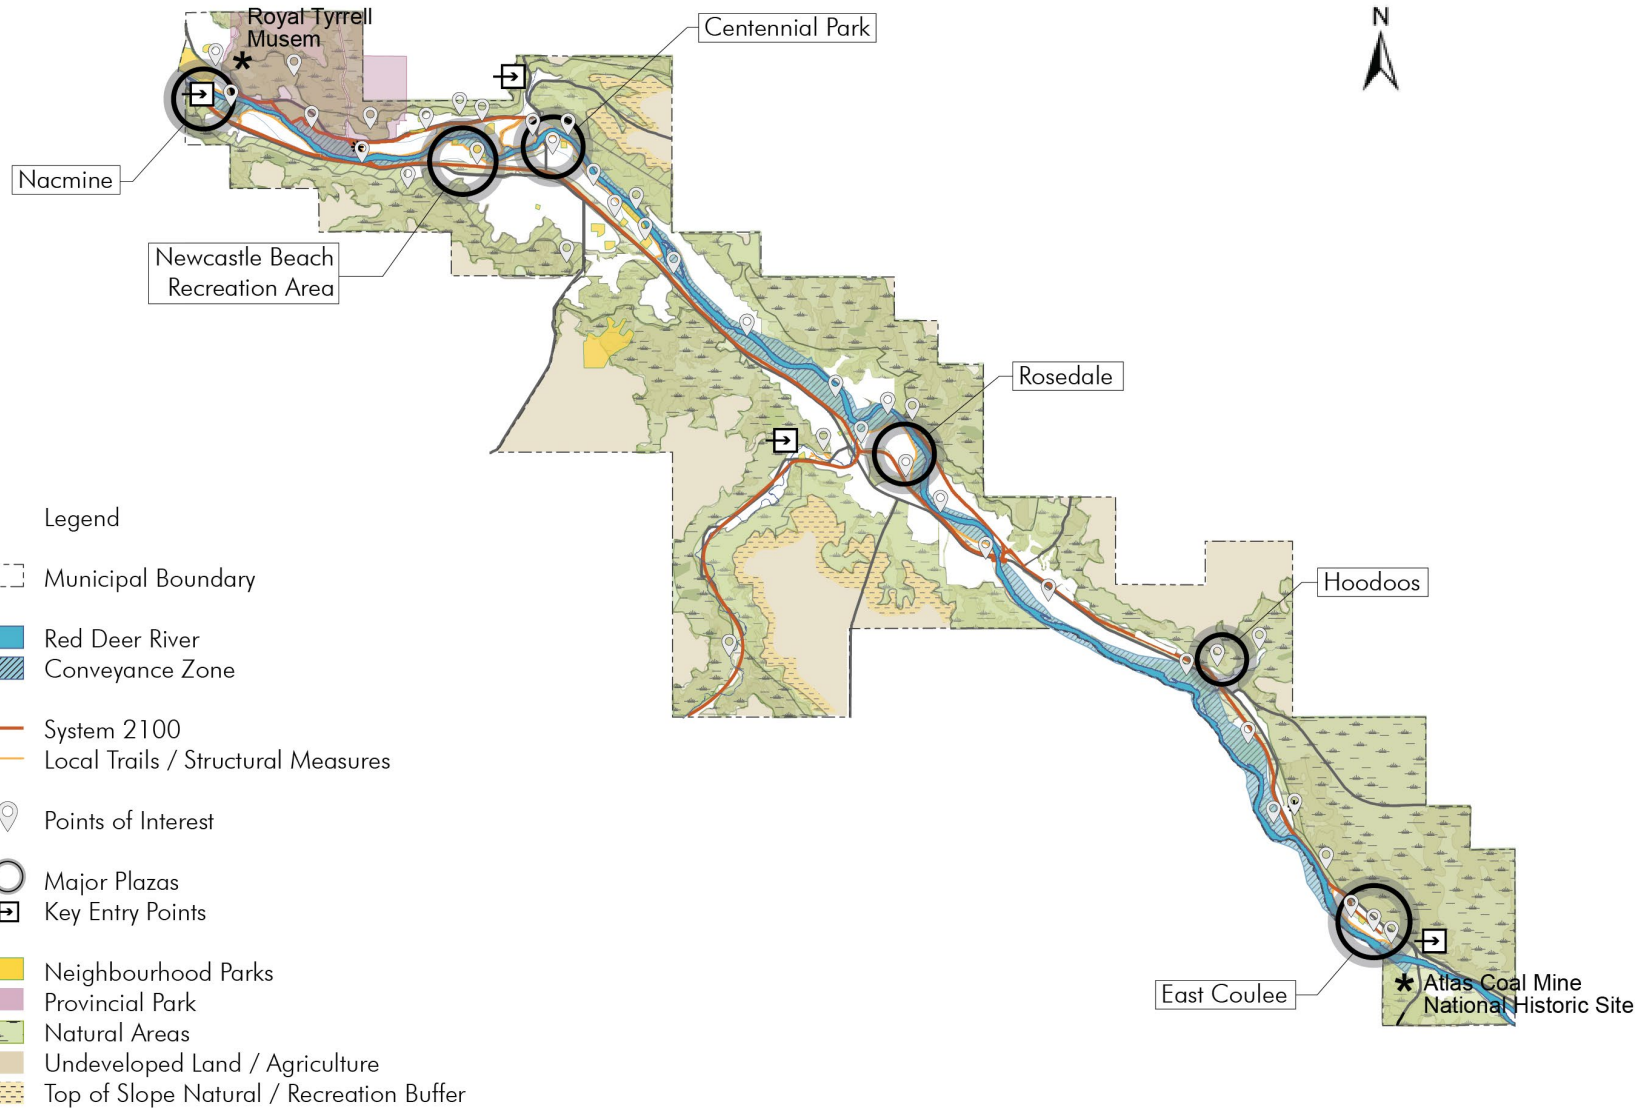 Royal Tyrrell
Musem
Centennial Park
N
Nacmine
Newcastle Beach
Recreation Area
Rosedale
Hoodoos
East Coulee
Atlas Coal Mine
National Historic Site
Legend
Municipal Boundary
Red Deer River
Conveyance Zone
System 2100
Local Trails / Structural Measures
Points of Interest
Major Plazas
Key Entry Points
Neighbourhood Parks
Provincial Park
Natural Areas
Undeveloped Land / Agriculture
Top of Slope Natural / Recreation Buffer